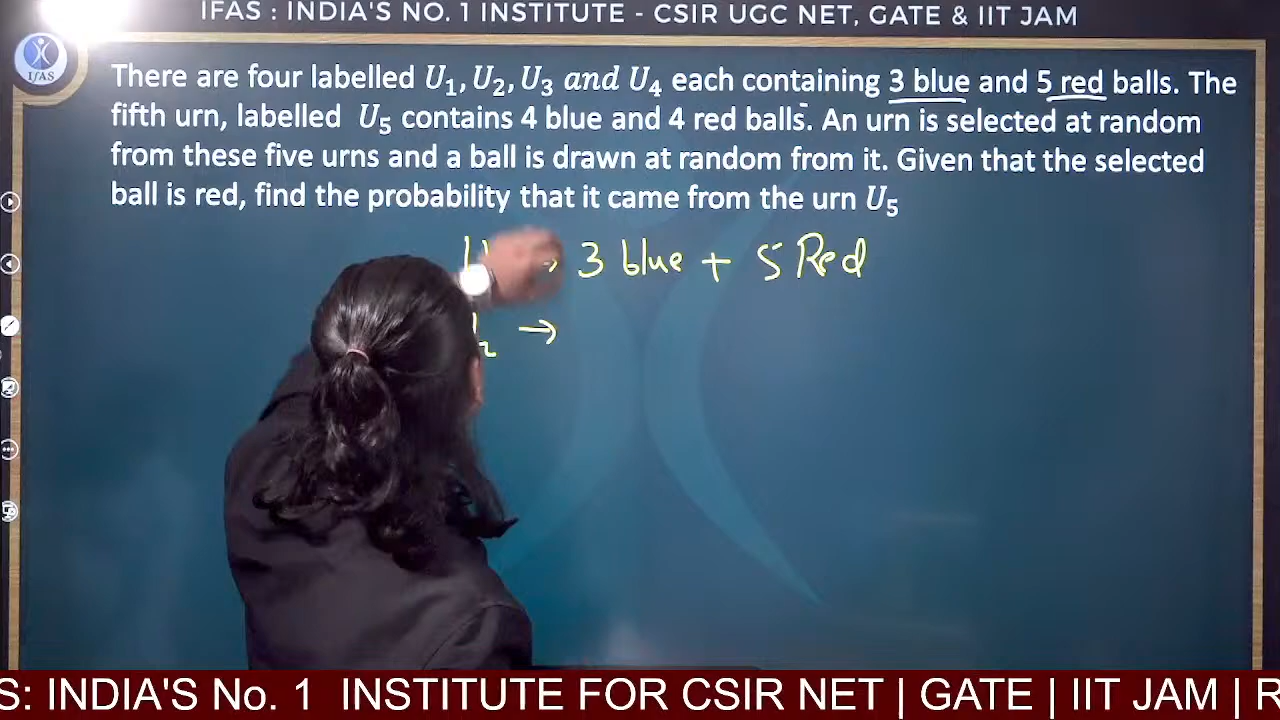 IFAS : INDIA'S NO. 1 INSTITUTE - CSIR UGC NET, GATE & IIT JAM
IFAS
There are four labelled U₁, U₂, U₃ and U₄ each containing 3 blue and 5 red balls. The
fifth urn, labelled U₅ contains 4 blue and 4 red balls. An urn is selected at random
from these five urns and a ball is drawn at random from it. Given that the selected
ball is red, find the probability that it came from the urn U₅
→ 3 blue + 5 Red
₂ →
S: INDIA'S No. 1 INSTITUTE FOR CSIR NET | GATE | IIT JAM | R